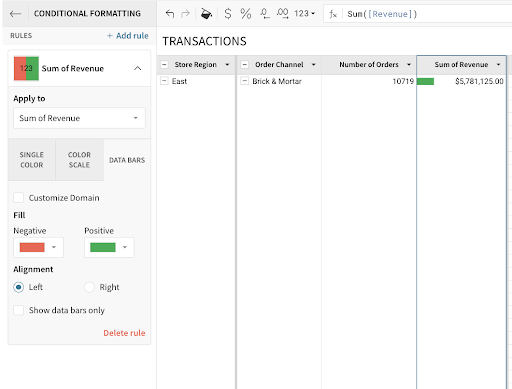 CONDITIONAL FORMATTING
RULES + Add rule
123 Sum of Revenue
Apply to
Sum of Revenue
SINGLE COLOR
COLOR SCALE
DATA BARS
Customize Domain
Fill
Negative Positive
Alignment
Left Right
Show data bars only
Delete rule
$ % .0 .00 123 fx Sum([Revenue])
TRANSACTIONS
Store Region Order Channel Number of Orders Sum of Revenue
East Brick & Mortar 10719 $5,781,125.00